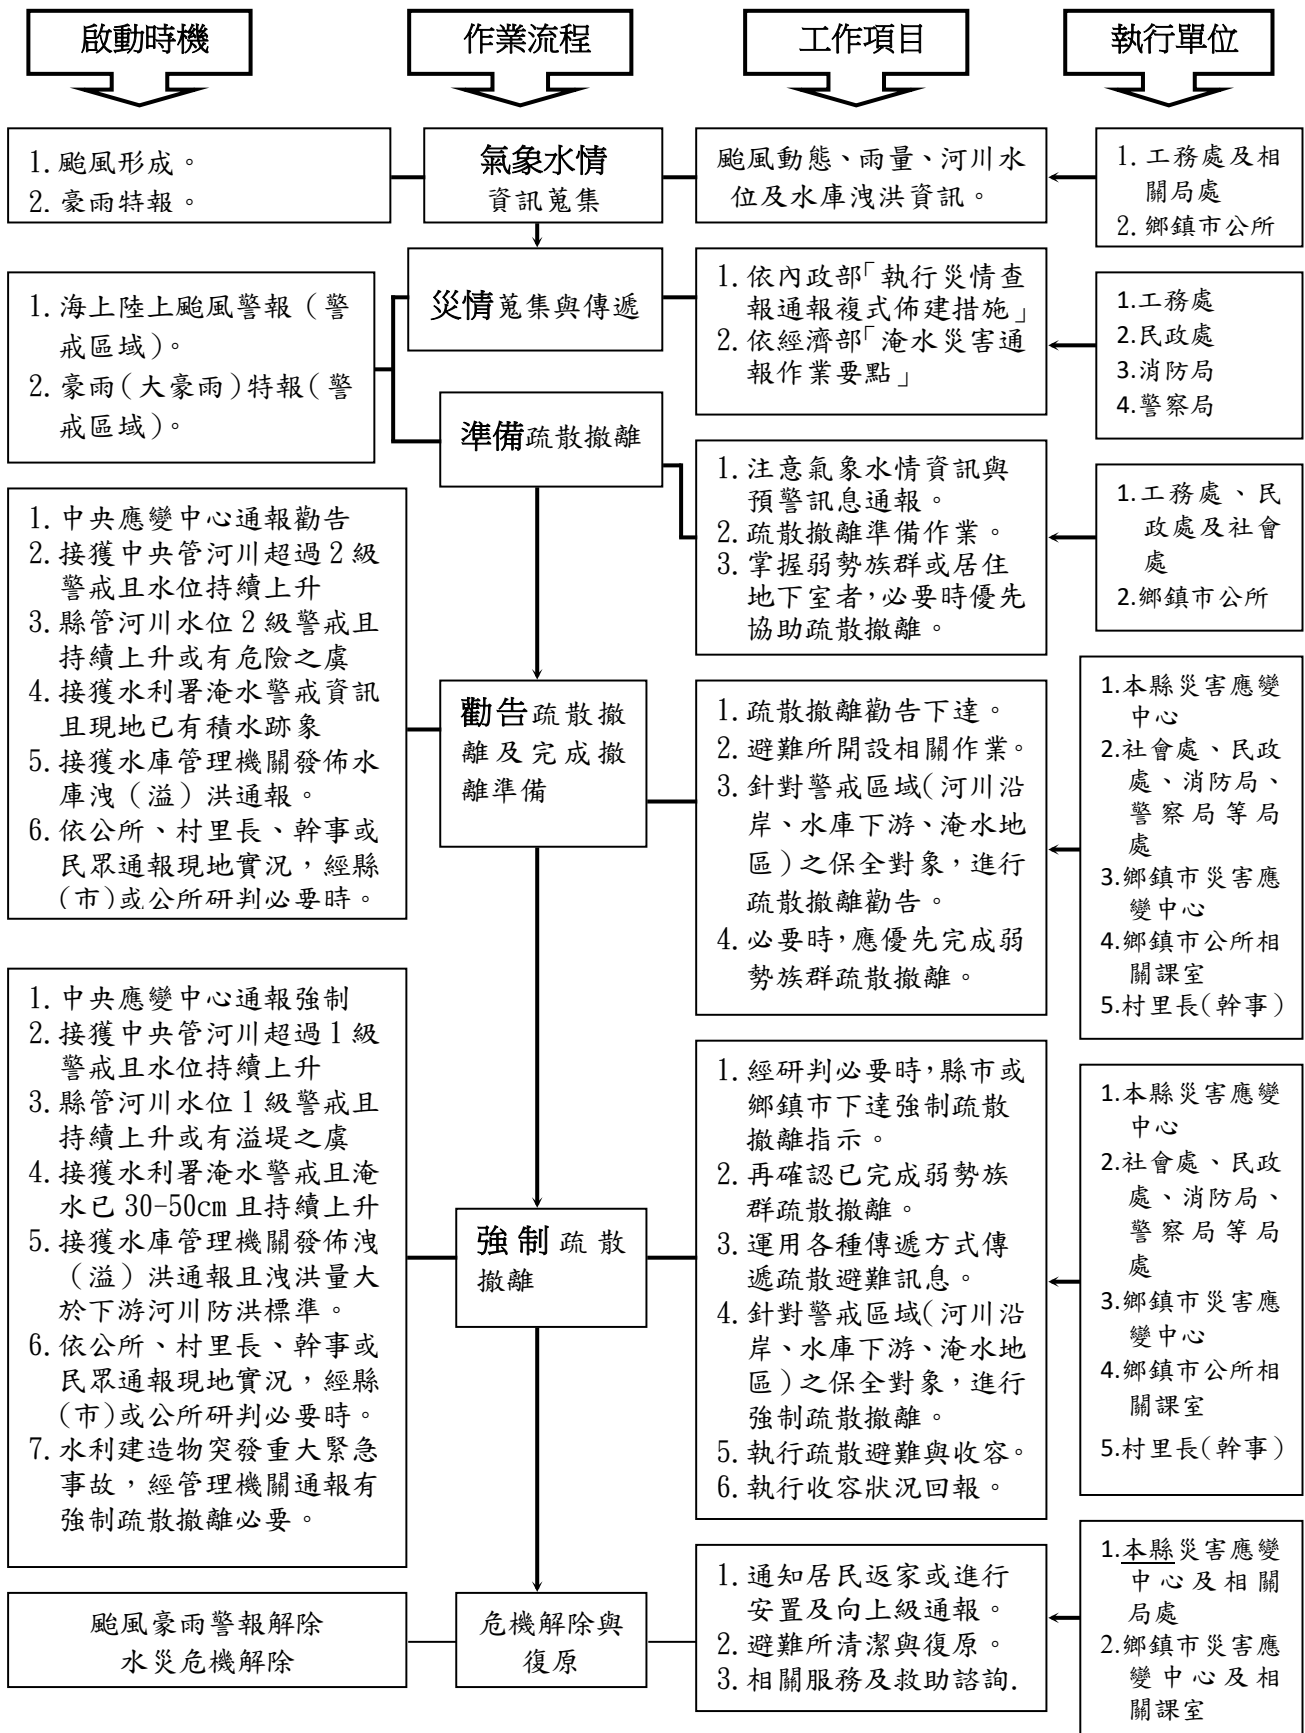 啟動時機
作業流程
工作項目
執行單位
1.颱風形成。
2.豪雨特報。
氣象水情
資訊蒐集
颱風動態、雨量、河川水
位及水庫洩洪資訊。
1.工務處及相
關局處
2.鄉鎮市公所
1.海上陸上颱風警報（警
戒區域）。
2.豪雨(大豪雨)特報(警
戒區域)。
災情蒐集與傳遞
1.依內政部「執行災情查
報通報複式佈建措施」
2.依經濟部「淹水災害通
報作業要點」
1.工務處
2.民政處
3.消防局
4.警察局
準備疏散撤離
1.注意氣象水情資訊與
預警訊息通報。
2.疏散撤離準備作業。
3.掌握弱勢族群或居住
地下室者,必要時優先
協助疏散撤離。
1.工務處、民
政處及社會
處
2.鄉鎮市公所
1.中央應變中心通報勸告
2.接獲中央管河川超過2級
警戒且水位持續上升
3.縣管河川水位2級警戒且
持續上升或有危險之虞
4.接獲水利署淹水警戒資訊
且現地已有積水跡象
5.接獲水庫管理機關發佈水
庫洩（溢）洪通報。
6.依公所、村里長、幹事或
民眾通報現地實況，經縣
(市)或公所研判必要時。
勸告疏散撤
離及完成撤
離準備
1.疏散撤離勸告下達。
2.避難所開設相關作業。
3.針對警戒區域(河川沿
岸、水庫下游、淹水地
區)之保全對象，進行
疏散撤離勸告。
4.必要時,應優先完成弱
勢族群疏散撤離。
1.本縣災害應變
中心
2.社會處、民政
處、消防局、
警察局等局
處
3.鄉鎮市災害應
變中心
4.鄉鎮市公所相
關課室
5.村里長(幹事)
1.中央應變中心通報強制
2.接獲中央管河川超過1級
警戒且水位持續上升
3.縣管河川水位1級警戒且
持續上升或有溢堤之虞
4.接獲水利署淹水警戒且淹
水已30-50cm且持續上升
5.接獲水庫管理機關發佈洩
（溢）洪通報且洩洪量大
於下游河川防洪標準。
6.依公所、村里長、幹事或
民眾通報現地實況，經縣
(市)或公所研判必要時。
7.水利建造物突發重大緊急
事故，經管理機關通報有
強制疏散撤離必要。
強制疏散
撤離
1.經研判必要時,縣市或
鄉鎮市下達強制疏散
撤離指示。
2.再確認已完成弱勢族
群疏散撤離。
3.運用各種傳遞方式傳
遞疏散避難訊息。
4.針對警戒區域(河川沿
岸、水庫下游、淹水地
區)之保全對象，進行
強制疏散撤離。
5.執行疏散避難與收容。
6.執行收容狀況回報。
1.本縣災害應變
中心
2.社會處、民政
處、消防局、
警察局等局
處
3.鄉鎮市災害應
變中心
4.鄉鎮市公所相
關課室
5.村里長(幹事)
颱風豪雨警報解除
水災危機解除
危機解除與
復原
1.通知居民返家或進行
安置及向上級通報。
2.避難所清潔與復原。
3.相關服務及救助諮詢.
1.本縣災害應變
中心及相關
局處
2.鄉鎮市災害應
變中心及相
關課室